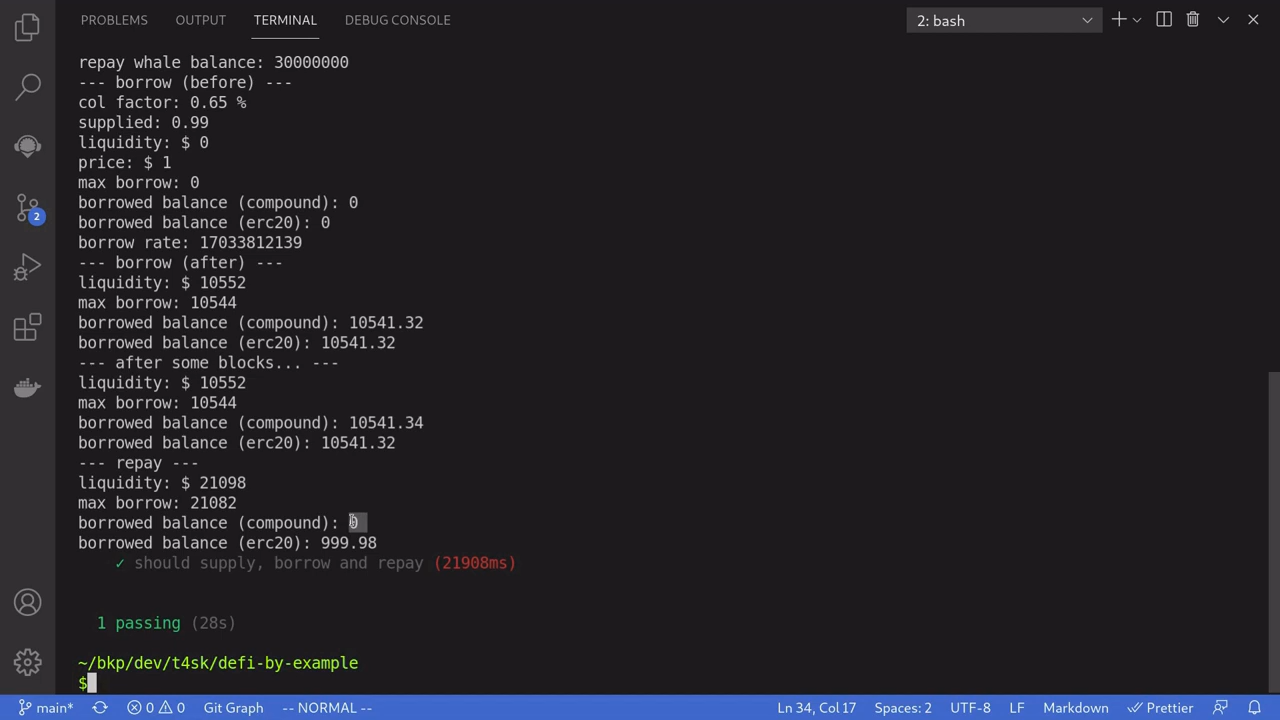 PROBLEMS OUTPUT TERMINAL DEBUG CONSOLE 2: bash
repay whale balance: 30000000
--- borrow (before) ---
col factor: 0.65 %
supplied: 0.99
liquidity: $ 0
price: $ 1
max borrow: 0
borrowed balance (compound): 0
borrowed balance (erc20): 0
borrow rate: 17033812139
--- borrow (after) ---
liquidity: $ 10552
max borrow: 10544
borrowed balance (compound): 10541.32
borrowed balance (erc20): 10541.32
--- after some blocks... ---
liquidity: $ 10552
max borrow: 10544
borrowed balance (compound): 10541.34
borrowed balance (erc20): 10541.32
--- repay ---
liquidity: $ 21098
max borrow: 21082
borrowed balance (compound): 0
borrowed balance (erc20): 999.98
✓ should supply, borrow and repay (21908ms)
1 passing (28s)
~/bkp/dev/t4sk/defi-by-example
$
2
main* 0 0 Git Graph -- NORMAL -- Ln 34, Col 17 Spaces: 2 UTF-8 LF Markdown Prettier